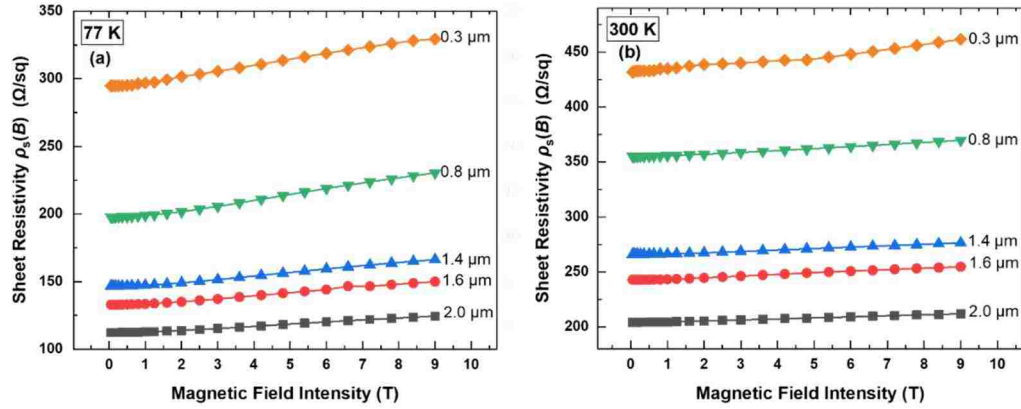 77 K
(a)
0.3 µm
0.8 µm
1.4 µm
1.6 µm
2.0 µm
350
300
250
200
150
100
Sheet Resistivity ρs(B) (Ω/sq)
0 1 2 3 4 5 6 7 8 9 10
Magnetic Field Intensity (T)
300 K
(b)
0.3 µm
0.8 µm
1.4 µm
1.6 µm
2.0 µm
450
400
350
300
250
200
Sheet Resistivity ρs(B) (Ω/sq)
0 1 2 3 4 5 6 7 8 9 10
Magnetic Field Intensity (T)